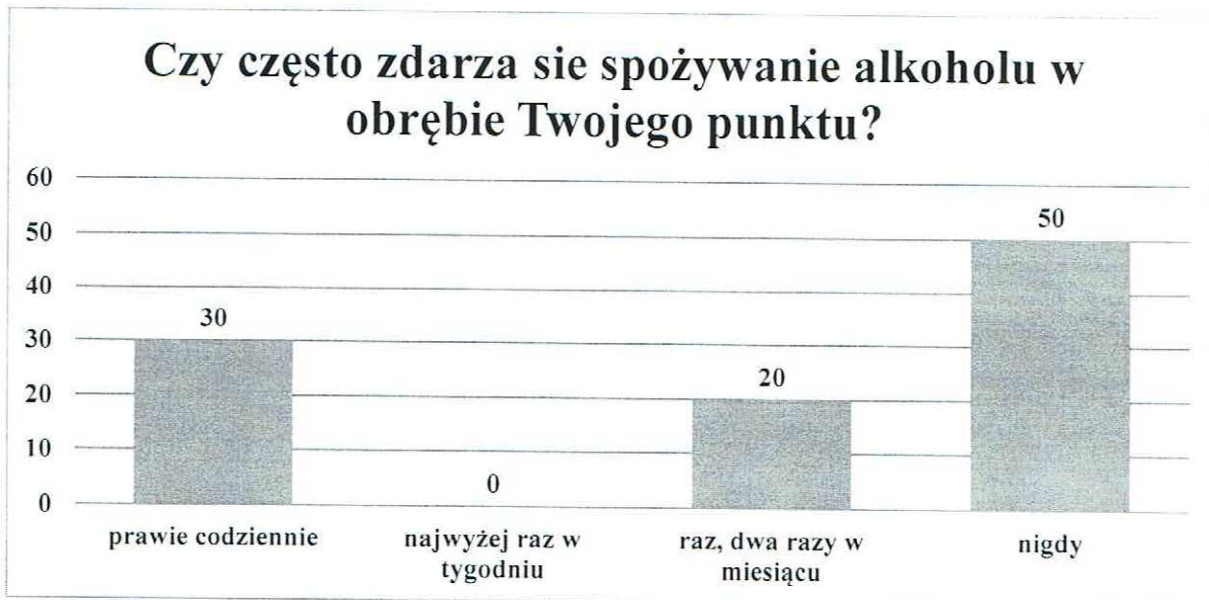 Czy często zdarza sie spożywanie alkoholu w
obrębie Twojego punktu?
60
50
40
30
20
10
0
30
0
20
50
prawie codziennie
najwyżej raz w
tygodniu
raz, dwa razy w
miesiącu
nigdy